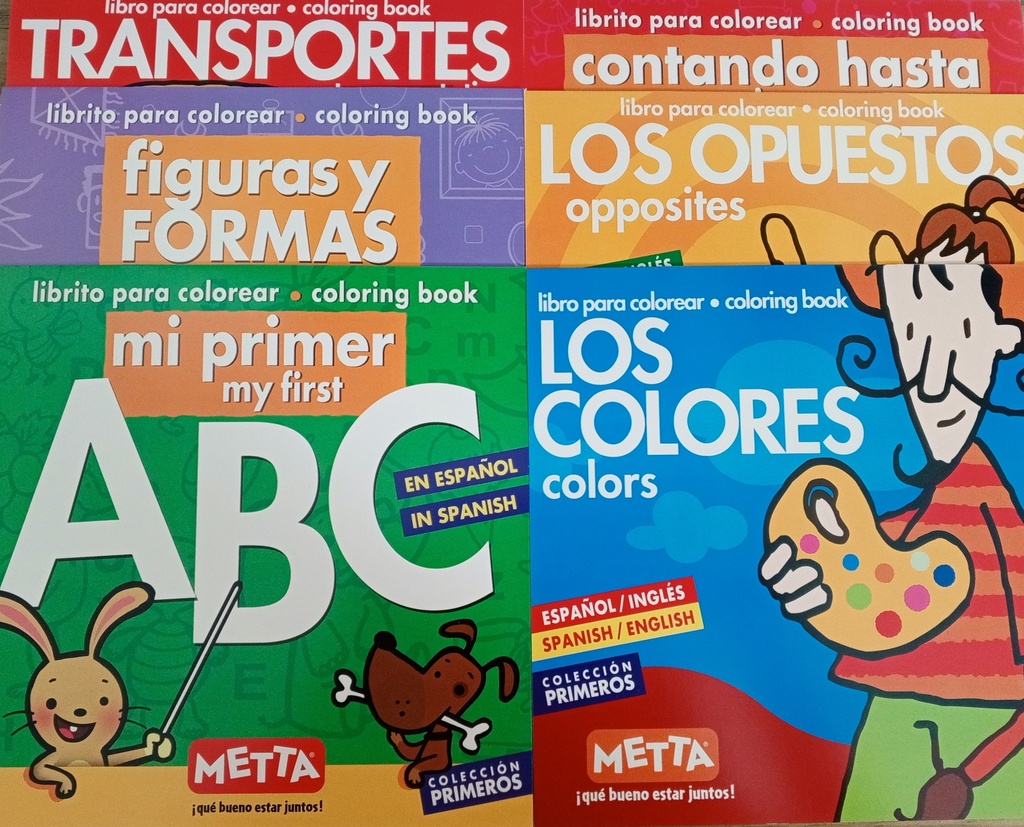 libro para colorear • coloring book
TRANSPORTES
librito para colorear • coloring book
contando hasta
librito para colorear • coloring book
figuras y
FORMAS
libro para colorear • coloring book
LOS OPUESTOS
opposites
librito para colorear • coloring book
mi primer
my first
ABC
EN ESPAÑOL
IN SPANISH
METTA®
¡qué bueno estar juntos!
COLECCIÓN
PRIMEROS
libro para colorear • coloring book
LOS
COLORES
colors
ESPAÑOL / INGLÉS
SPANISH / ENGLISH
COLECCIÓN
PRIMEROS
METTA®
¡qué bueno estar juntos!